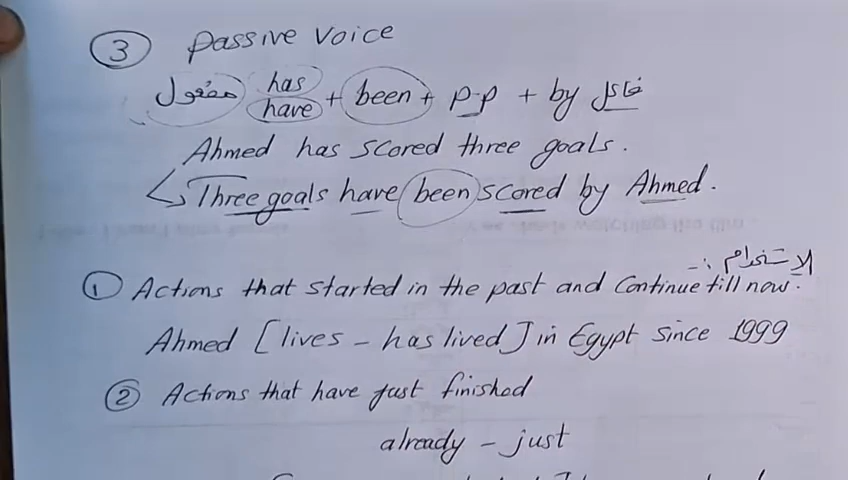 ③ passive voice
مفعول has have + been + p.p + by فاعل
Ahmed has scored three goals.
Three goals have been scored by Ahmed.
الاستخدام :-
① Actions that started in the past and continue till now.
Ahmed [lives - has lived] in Egypt since 1999
② Actions that have just finished
already - just